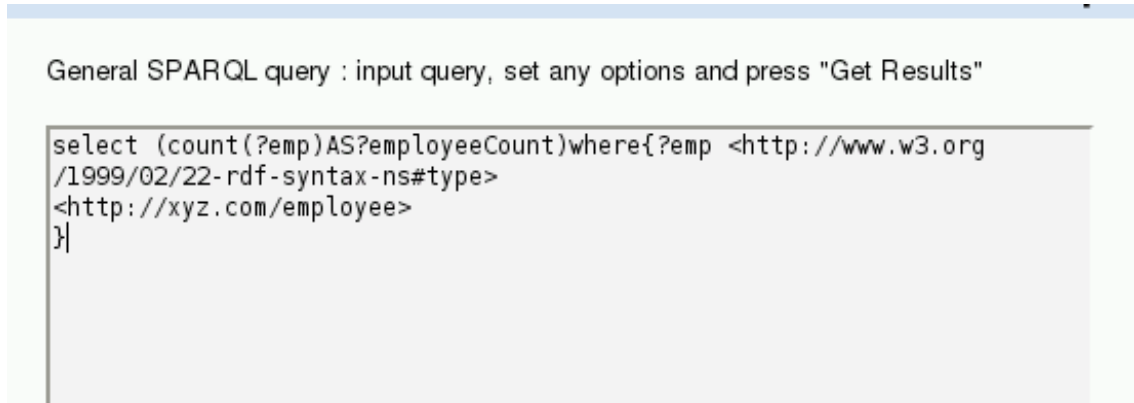 General SPARQL query : input query, set any options and press "Get Results"
select (count(?emp)AS?employeeCount)where{?emp <http://www.w3.org
/1999/02/22-rdf-syntax-ns#type>
<http://xyz.com/employee>
}